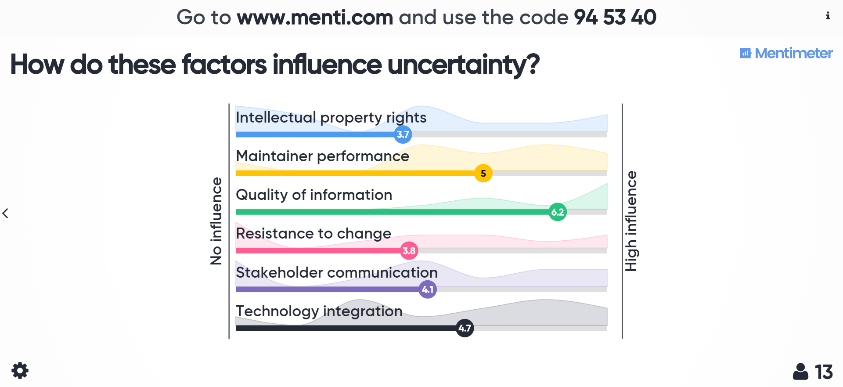 Go to www.menti.com and use the code 94 53 40
i
How do these factors influence uncertainty?
Mentimeter
Intellectual property rights
3.7
Maintainer performance
5
Quality of information
6.2
Resistance to change
3.8
Stakeholder communication
4.1
Technology integration
4.7
No influence
High influence
13